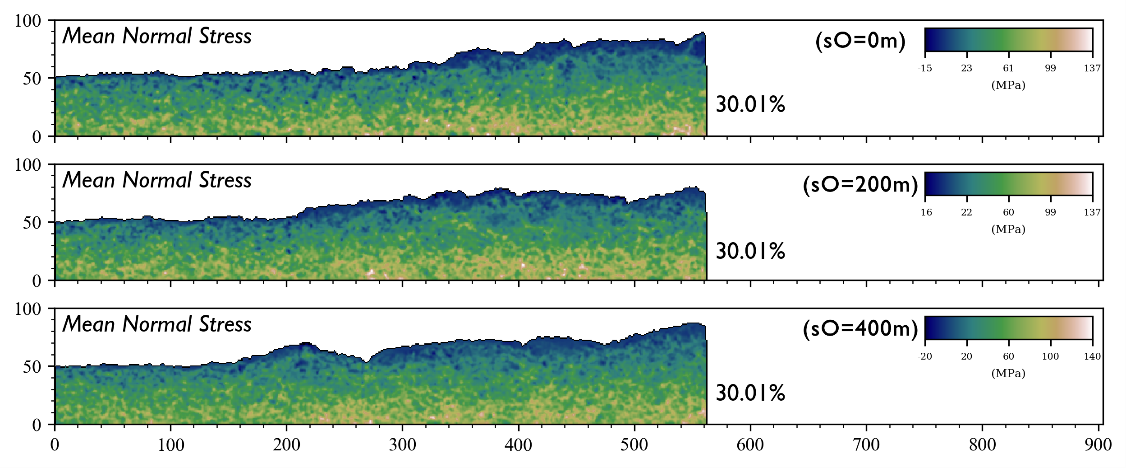 100
Mean Normal Stress
(sO=0m)
50
-15 23 61 99 137
(MPa)
30.01%
0
100
Mean Normal Stress
(sO=200m)
50
16 22 60 99 137
(MPa)
30.01%
0
100
Mean Normal Stress
(sO=400m)
50
-20 20 60 100 140
(MPa)
30.01%
0
0 100 200 300 400 500 600 700 800 900